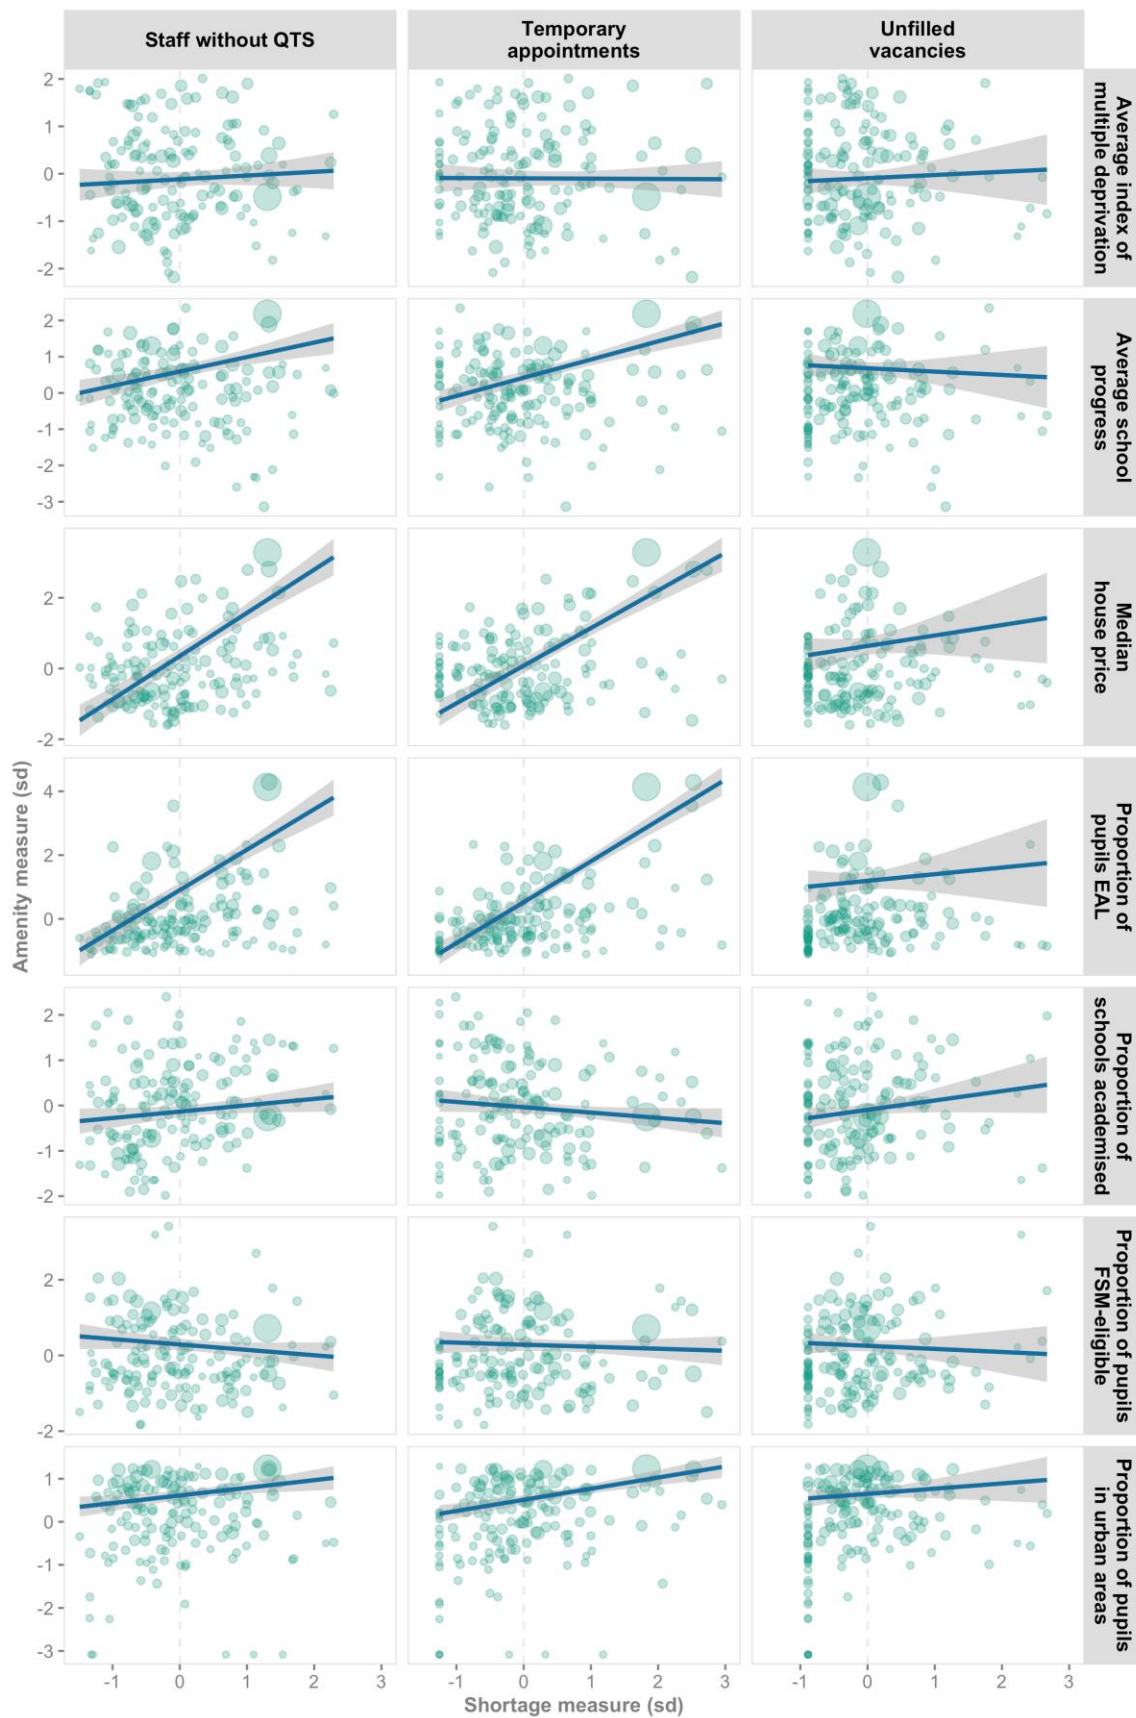 Staff without QTS
Temporary
appointments
Unfilled
vacancies
2
1
0
-1
-2
Average index of
multiple deprivation
2
1
0
-1
-2
-3
Average school
progress
2
0
-2
Median
house price
4
2
0
Proportion of
pupils EAL
2
1
0
-1
-2
Proportion of
schools academised
2
0
-2
Proportion of pupils
FSM-eligible
1
0
-1
-2
-3
Proportion of pupils
in urban areas
Amenity measure (sd)
-1 0 1 2 3 -1 0 1 2 3 -1 0 1 2 3
Shortage measure (sd)